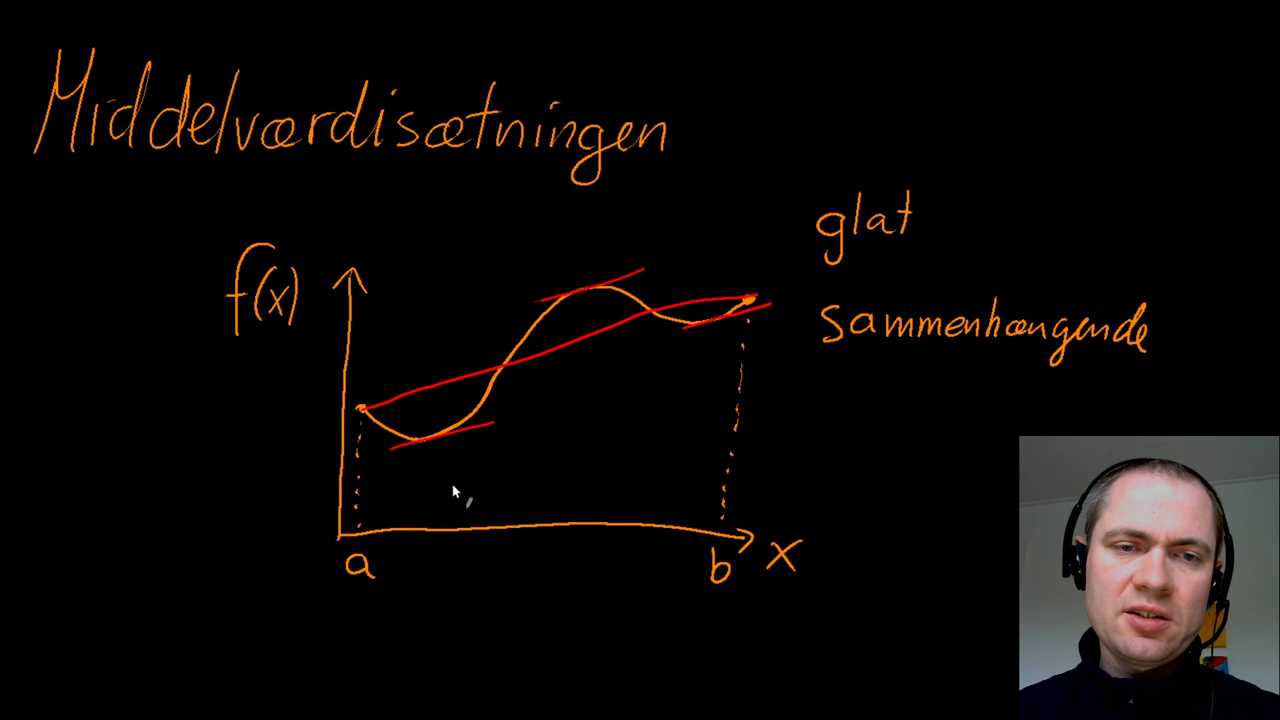 Middelværdisætningen
glat
f(x)
sammenhængende
a
b
x